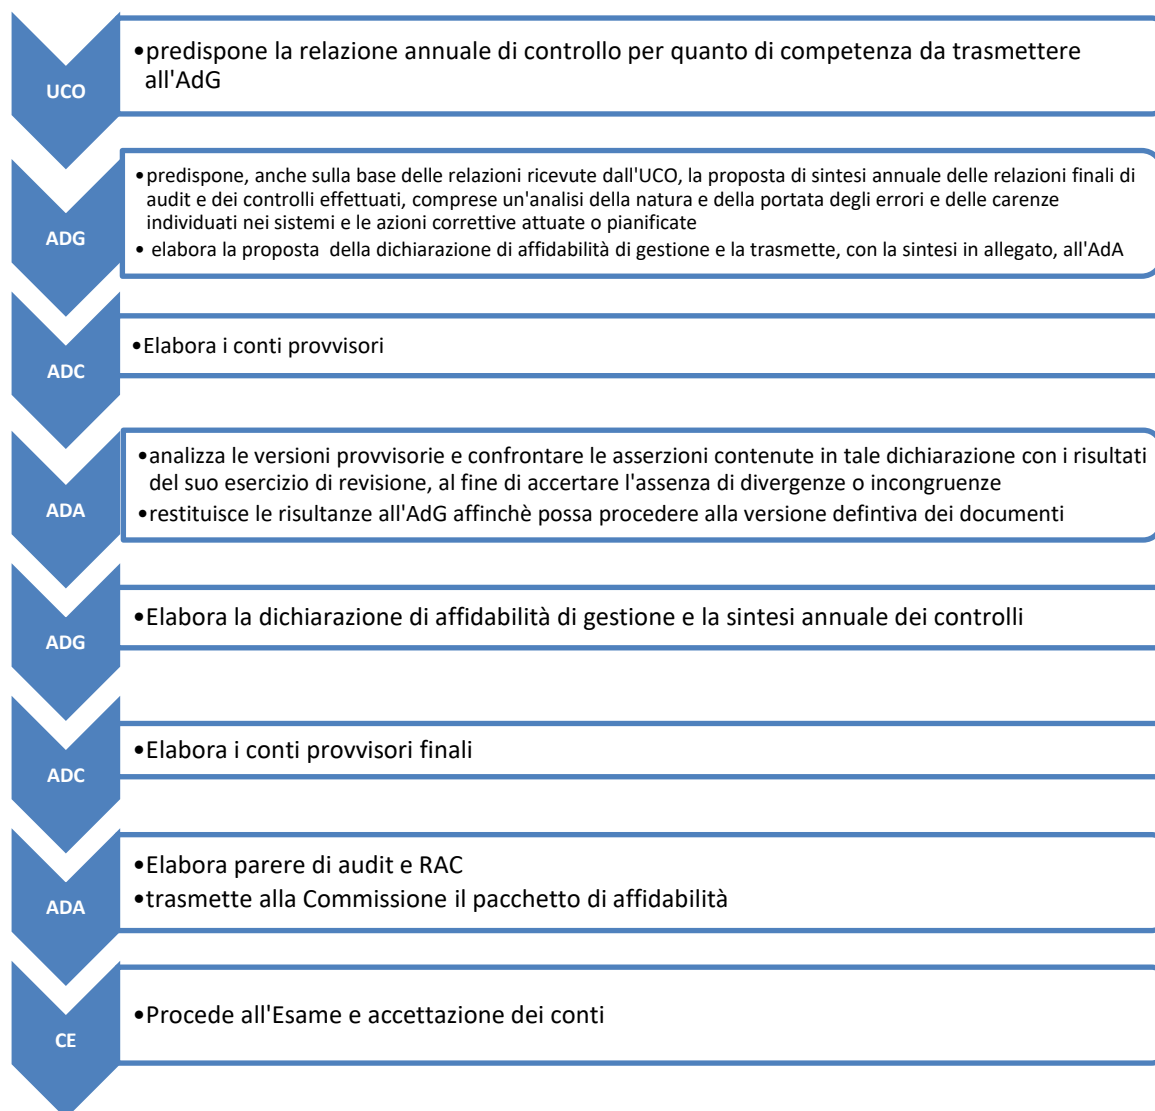 UCO
•predispone la relazione annuale di controllo per quanto di competenza da trasmettere
all'AdG
ADG
•predispone, anche sulla base delle relazioni ricevute dall'UCO, la proposta di sintesi annuale delle relazioni finali di
audit e dei controlli effettuati, comprese un'analisi della natura e della portata degli errori e delle carenze
individuati nei sistemi e le azioni correttive attuate o pianificate
• elabora la proposta della dichiarazione di affidabilità di gestione e la trasmette, con la sintesi in allegato, all'AdA
ADC
•Elabora i conti provvisori
ADA
•analizza le versioni provvisorie e confrontare le asserzioni contenute in tale dichiarazione con i risultati
del suo esercizio di revisione, al fine di accertare l'assenza di divergenze o incongruenze
•restituisce le risultanze all'AdG affinchè possa procedere alla versione defintiva dei documenti
ADG
•Elabora la dichiarazione di affidabilità di gestione e la sintesi annuale dei controlli
ADC
•Elabora i conti provvisori finali
ADA
•Elabora parere di audit e RAC
•trasmette alla Commissione il pacchetto di affidabilità
CE
•Procede all'Esame e accettazione dei conti